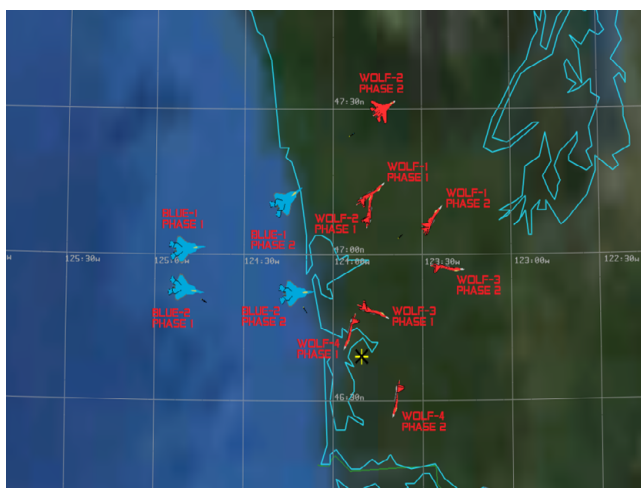 WOLF-2
PHASE 2
47:30n
WOLF-1
PHASE 1
WOLF-1
PHASE 2
BLUE-1
PHASE 1
WOLF-2
PHASE 1
BLUE-1
PHASE 2
47:00n
w
125:30w
125:00w
124:30w
124:00w
123:30w
123:00w
122:30w
WOLF-3
PHASE 2
BLUE-2
PHASE 1
BLUE-2
PHASE 2
WOLF-3
PHASE 1
WOLF-4
PHASE 1
46:30n
WOLF-4
PHASE 2